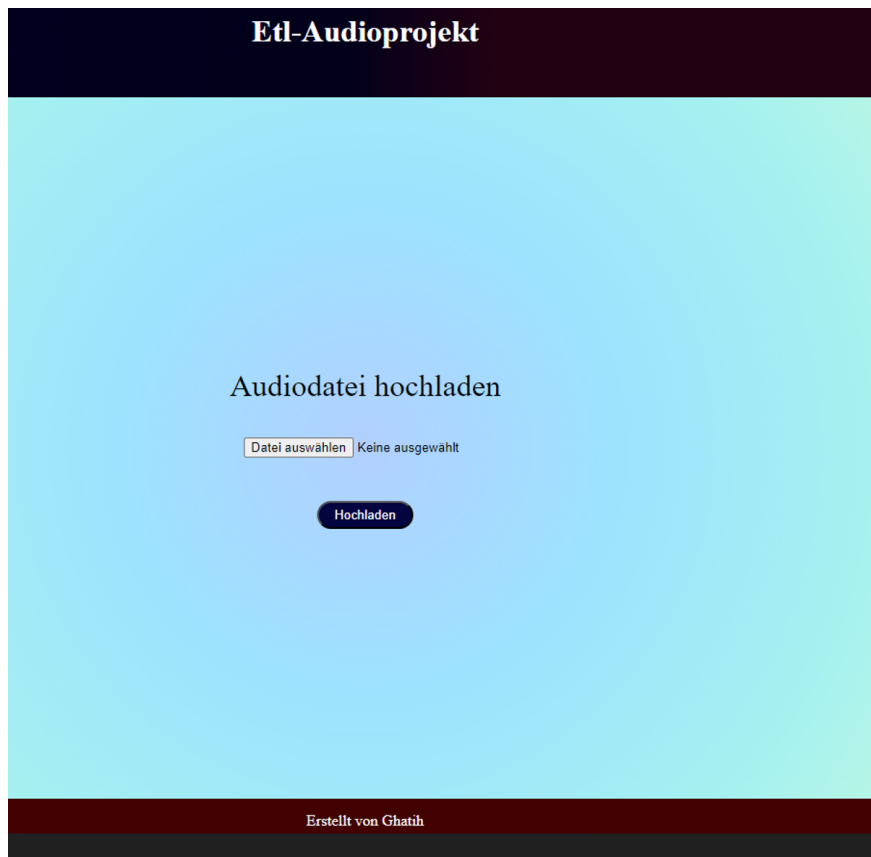 Etl-Audioprojekt
Audiodatei hochladen
Datei auswählen Keine ausgewählt
Hochladen
Erstellt von Ghatih